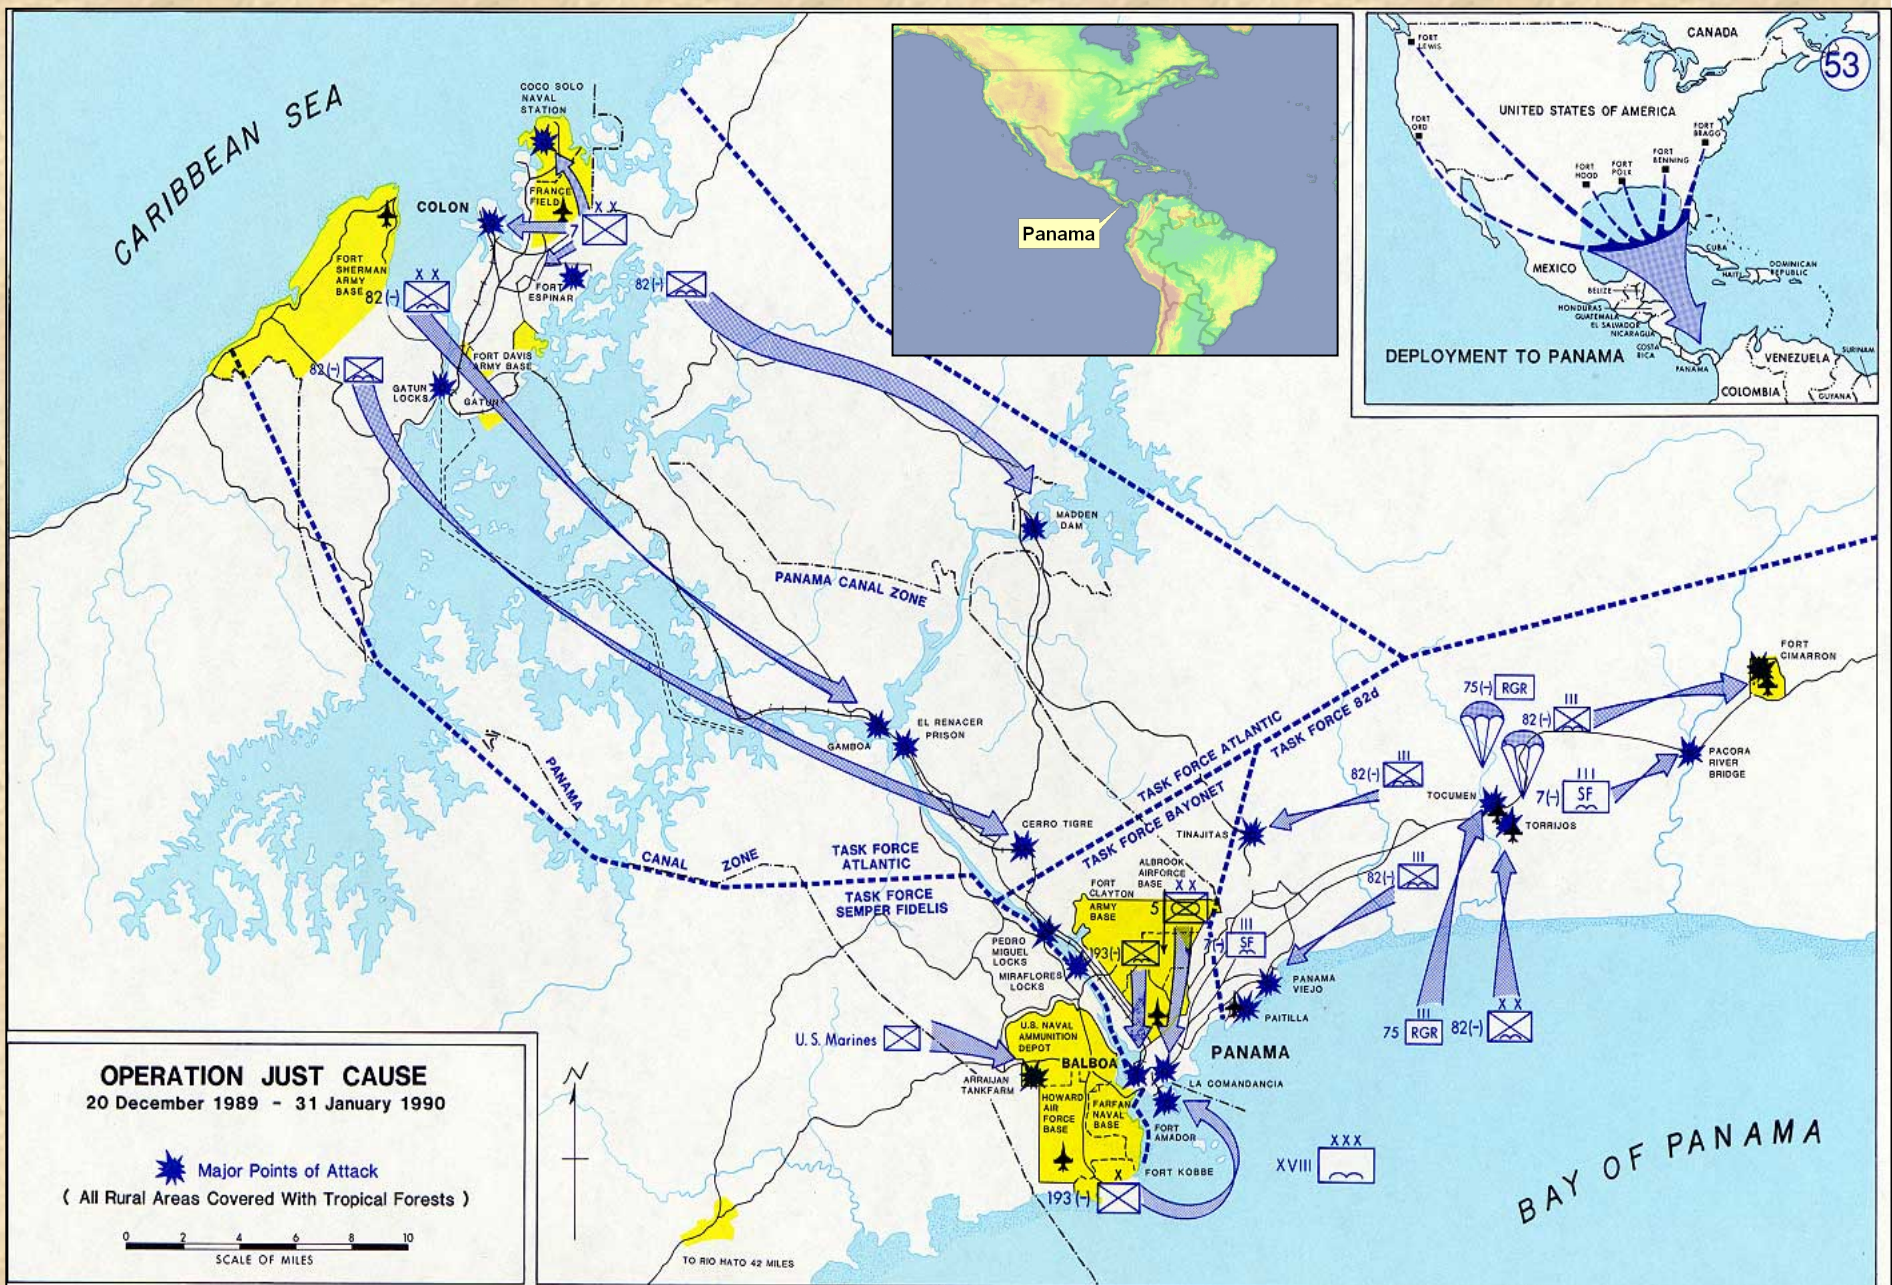 CARIBBEAN SEA
COCO SOLO
NAVAL
STATION
COLON
FRANCE
FIELD
X X
7
FORT
SHERMAN
ARMY
BASE
X X
82(-)
FORT
ESPINAR
82(-)
82(-)
FORT DAVIS
ARMY BASE
GATUN
LOCKS
GATUN
Panama
FORT
LEWIS
CANADA
53
UNITED STATES OF AMERICA
FORT
ORD
FORT
BRAGG
FORT
BENNING
FORT
HOOD
FORT
POLK
MEXICO
CUBA
HAITI
DOMINICAN
REPUBLIC
BELIZE
HONDURAS
GUATEMALA
EL SALVADOR
NICARAGUA
COSTA
RICA
PANAMA
DEPLOYMENT TO PANAMA
VENEZUELA
SURINAM
COLOMBIA
GUYANA
MADDEN
DAM
PANAMA CANAL ZONE
FORT
CIMARRON
75(-) RGR
III
82(-)
PACORA
RIVER
BRIDGE
III
7(-) SF
III
82(-)
TOCUMEN
TORRIJOS
EL RENACER
PRISON
GAMBOA
TASK FORCE ATLANTIC
TASK FORCE 82d
TASK FORCE BAYONET
TINAJITAS
CERRO TIGRE
PANAMA
CANAL ZONE
TASK FORCE
ATLANTIC
TASK FORCE
SEMPER FIDELIS
ALBROOK
AIRFORCE
BASE
FORT
CLAYTON
ARMY
BASE
X X
5
III
82(-)
III
7(-) SF
193(-)
PEDRO
MIGUEL
LOCKS
MIRAFLORES
LOCKS
PANAMA
VIEJO
PAITILLA
III
75 RGR
X X
82(-)
U.S. Marines
U.S. NAVAL
AMMUNITION
DEPOT
BALBOA
PANAMA
ARRAIJAN
TANKFARM
LA COMANDANCIA
HOWARD
AIR
FORCE
BASE
FARFAN
NAVAL
BASE
FORT
AMADOR
FORT KOBBE
X
193(-)
XXX
XVIII
BAY OF PANAMA
N
TO RIO HATO 42 MILES
OPERATION JUST CAUSE
20 December 1989 - 31 January 1990
Major Points of Attack
( All Rural Areas Covered With Tropical Forests )
0 2 4 6 8 10
SCALE OF MILES